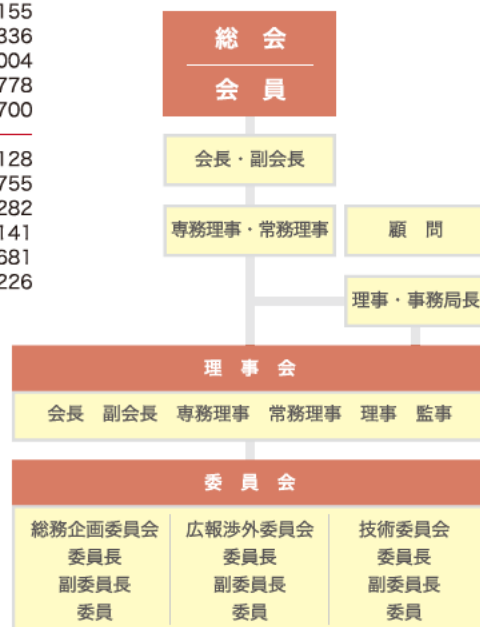 155
336
004
778
700
128
755
282
141
681
226
総 会
会 員
会長・副会長
専務理事・常務理事
顧 問
理事・事務局長
理 事 会
会長 副会長 専務理事 常務理事 理事 監事
委 員 会
総務企画委員会
委員長
副委員長
委員
広報渉外委員会
委員長
副委員長
委員
技術委員会
委員長
副委員長
委員